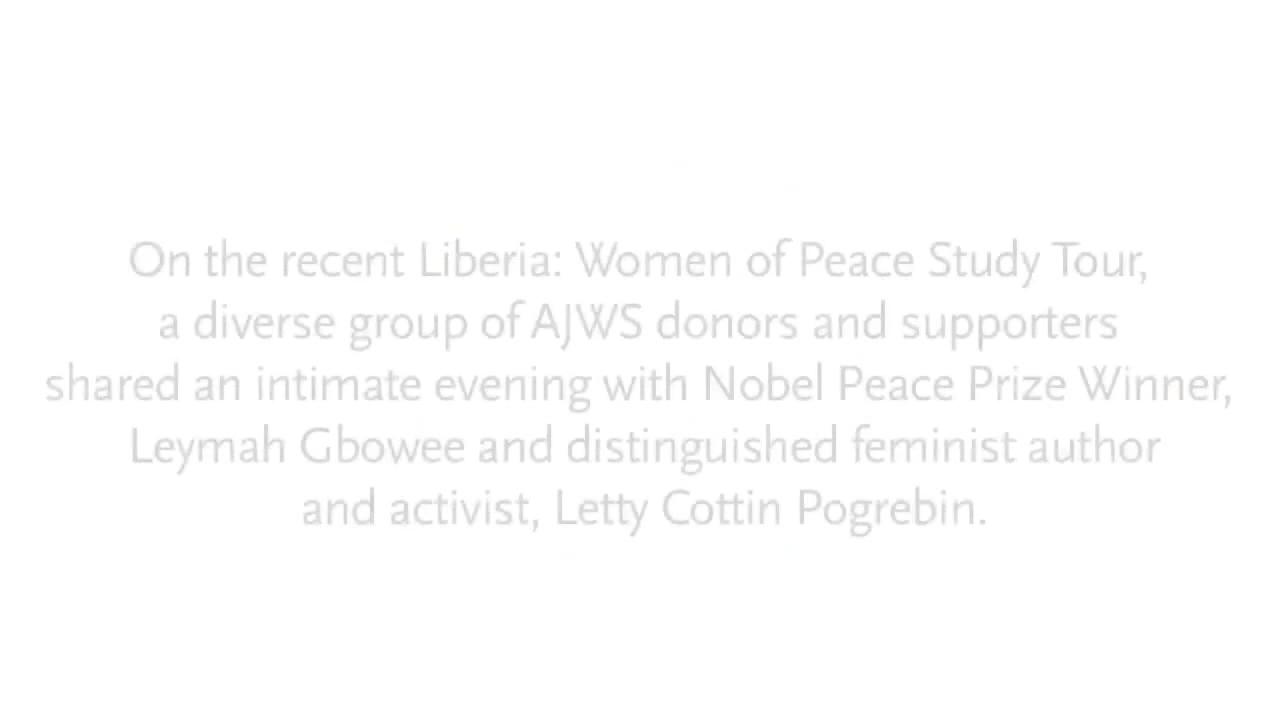 On the recent Liberia: Women of Peace Study Tour,
a diverse group of AJWS donors and supporters
shared an intimate evening with Nobel Peace Prize Winner,
Leymah Gbowee and distinguished feminist author
and activist, Letty Cottin Pogrebin.